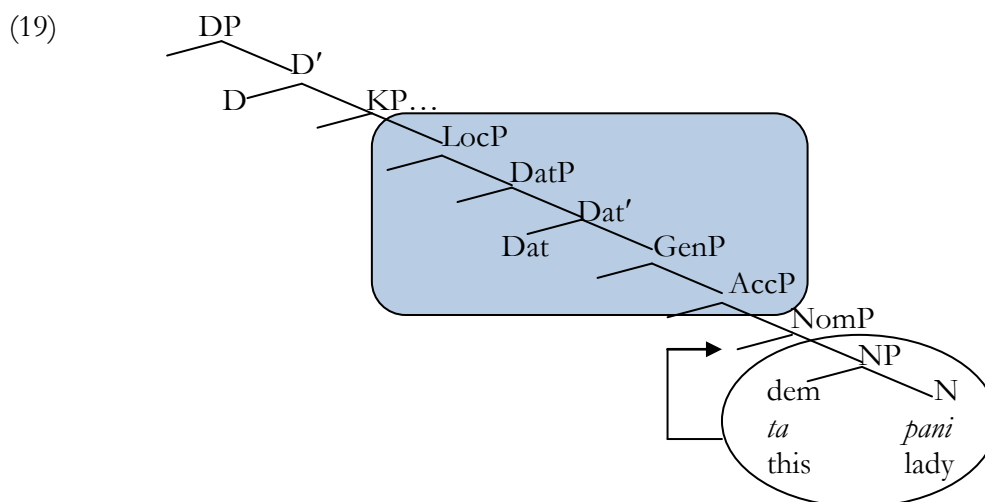 (19)
DP
D′
D KP…
LocP
DatP
Dat′
Dat GenP
AccP
NomP
NP
dem N
ta pani
this lady